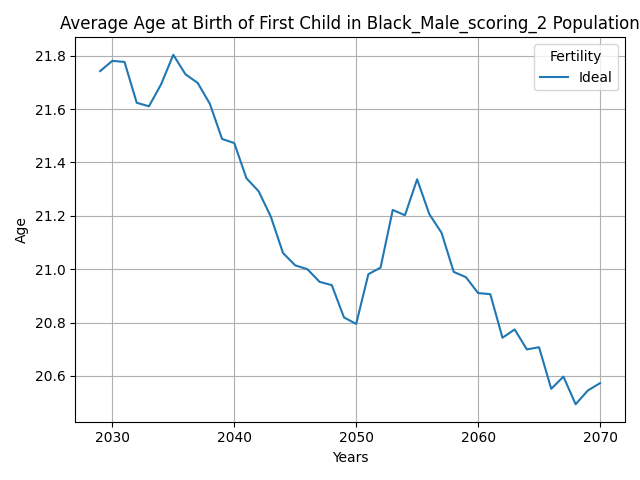 Average Age at Birth of First Child in Black_Male_scoring_2 Population
Fertility
Ideal
21.8
21.6
21.4
21.2
21.0
20.8
20.6
Age
2030 2040 2050 2060 2070
Years